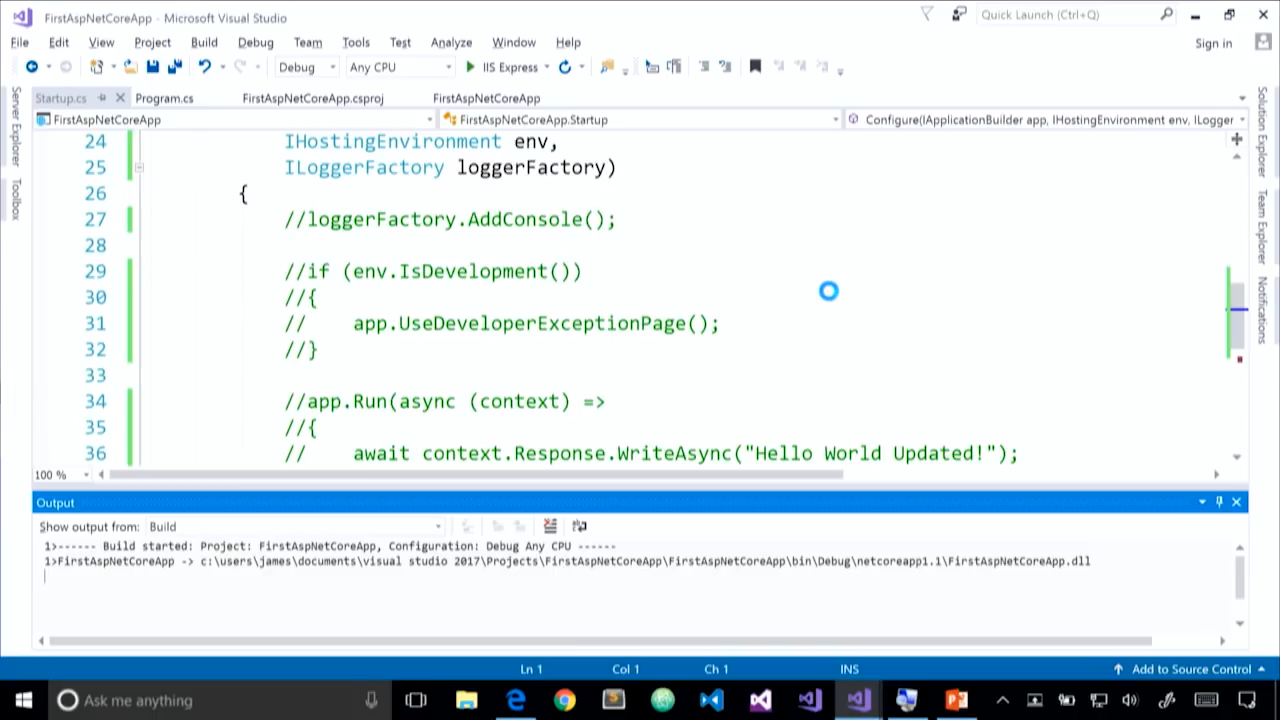 FirstAspNetCoreApp - Microsoft Visual Studio
Quick Launch (Ctrl+Q)
File Edit View Project Build Debug Team Tools Test Analyze Window Help
Sign in
Debug Any CPU IIS Express
Startup.cs Program.cs FirstAspNetCoreApp.csproj FirstAspNetCoreApp
FirstAspNetCoreApp FirstAspNetCoreApp.Startup Configure(IApplicationBuilder app, IHostingEnvironment env, ILogger
Server Explorer
Toolbox
Solution Explorer
Team Explorer
Notifications
24 IHostingEnvironment env,
25 ILoggerFactory loggerFactory)
26 {
27 //loggerFactory.AddConsole();
28
29 //if (env.IsDevelopment())
30 //{
31 // app.UseDeveloperExceptionPage();
32 //}
33
34 //app.Run(async (context) =>
35 //{
36 // await context.Response.WriteAsync("Hello World Updated!");
100 %
Output
Show output from: Build
1>------ Build started: Project: FirstAspNetCoreApp, Configuration: Debug Any CPU ------
1>FirstAspNetCoreApp -> c:\users\james\documents\visual studio 2017\Projects\FirstAspNetCoreApp\FirstAspNetCoreApp\bin\Debug\netcoreapp1.1\FirstAspNetCoreApp.dll
Ln 1 Col 1 Ch 1 INS Add to Source Control
Ask me anything